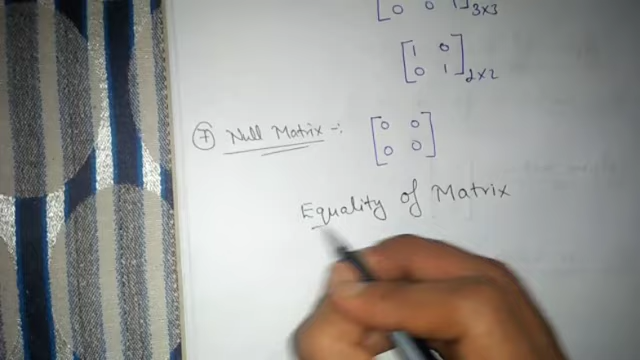 [0 0 1]3×3
[1 0
0 1]2×2
⑦ Null Matrix -: [0 0
0 0]
Equality of Matrix